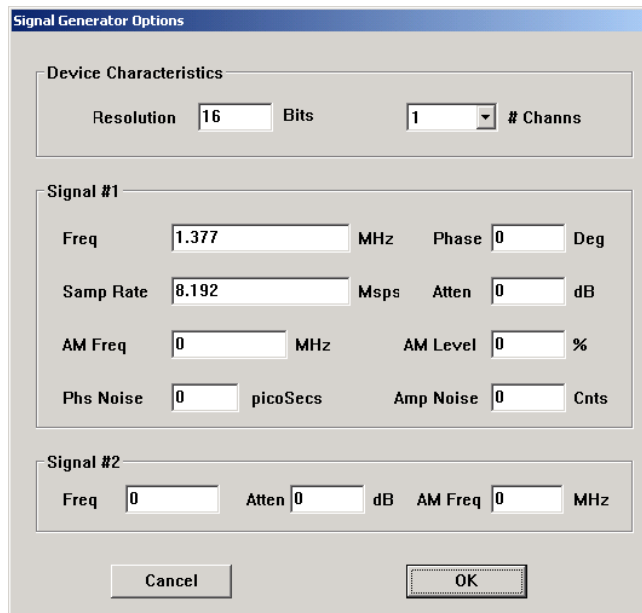 Signal Generator Options
Device Characteristics
Resolution 16 Bits 1 # Channs
Signal #1
Freq 1.377 MHz Phase 0 Deg
Samp Rate 8.192 Msps Atten 0 dB
AM Freq 0 MHz AM Level 0 %
Phs Noise 0 picoSecs Amp Noise 0 Cnts
Signal #2
Freq 0 Atten 0 dB AM Freq 0 MHz
Cancel OK